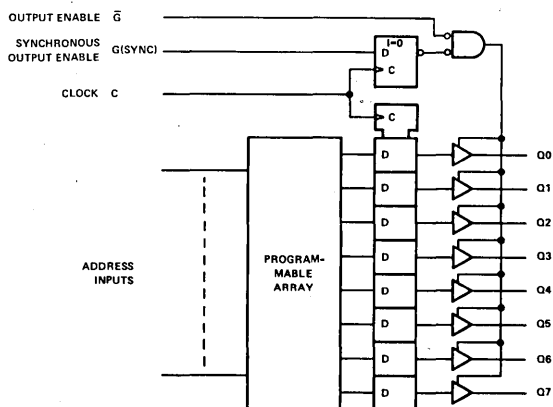 OUTPUT ENABLE G̅
SYNCHRONOUS
OUTPUT ENABLE G(SYNC)
I=0
D
C
CLOCK C
C
D Q0
D Q1
D Q2
PROGRAM-
MABLE
ARRAY
D Q3
ADDRESS
INPUTS
D Q4
D Q5
D Q6
D Q7